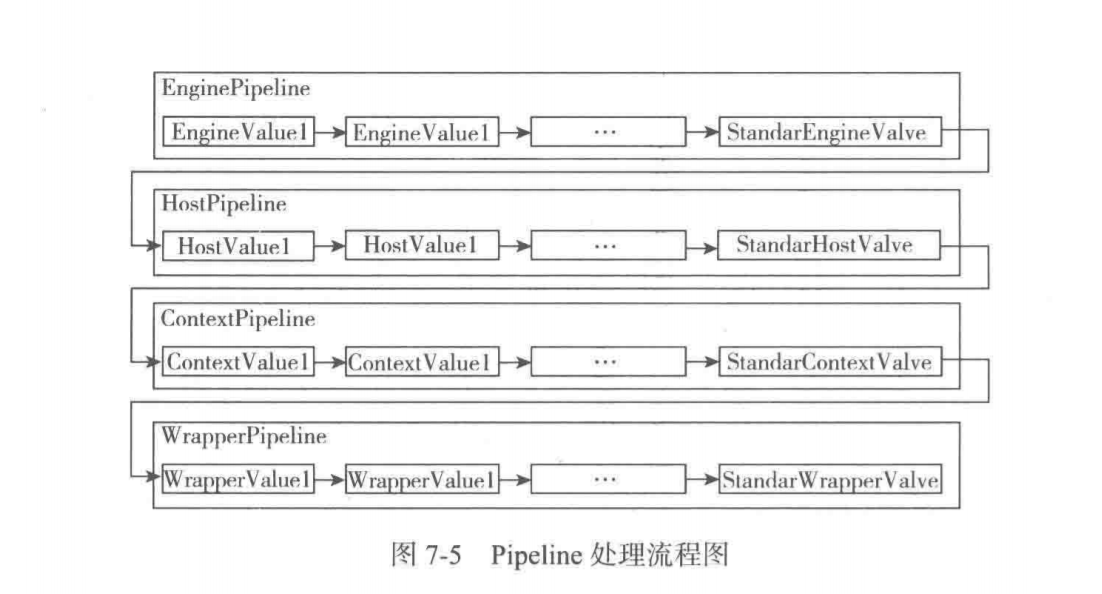 EnginePipeline
EngineValue1 EngineValue1 ... StandarEngineValve
HostPipeline
HostValue1 HostValue1 ... StandarHostValve
ContextPipeline
ContextValue1 ContextValue1 ... StandarContextValve
WrapperPipeline
WrapperValue1 WrapperValue1 ... StandarWrapperValve
图 7-5 Pipeline 处理流程图